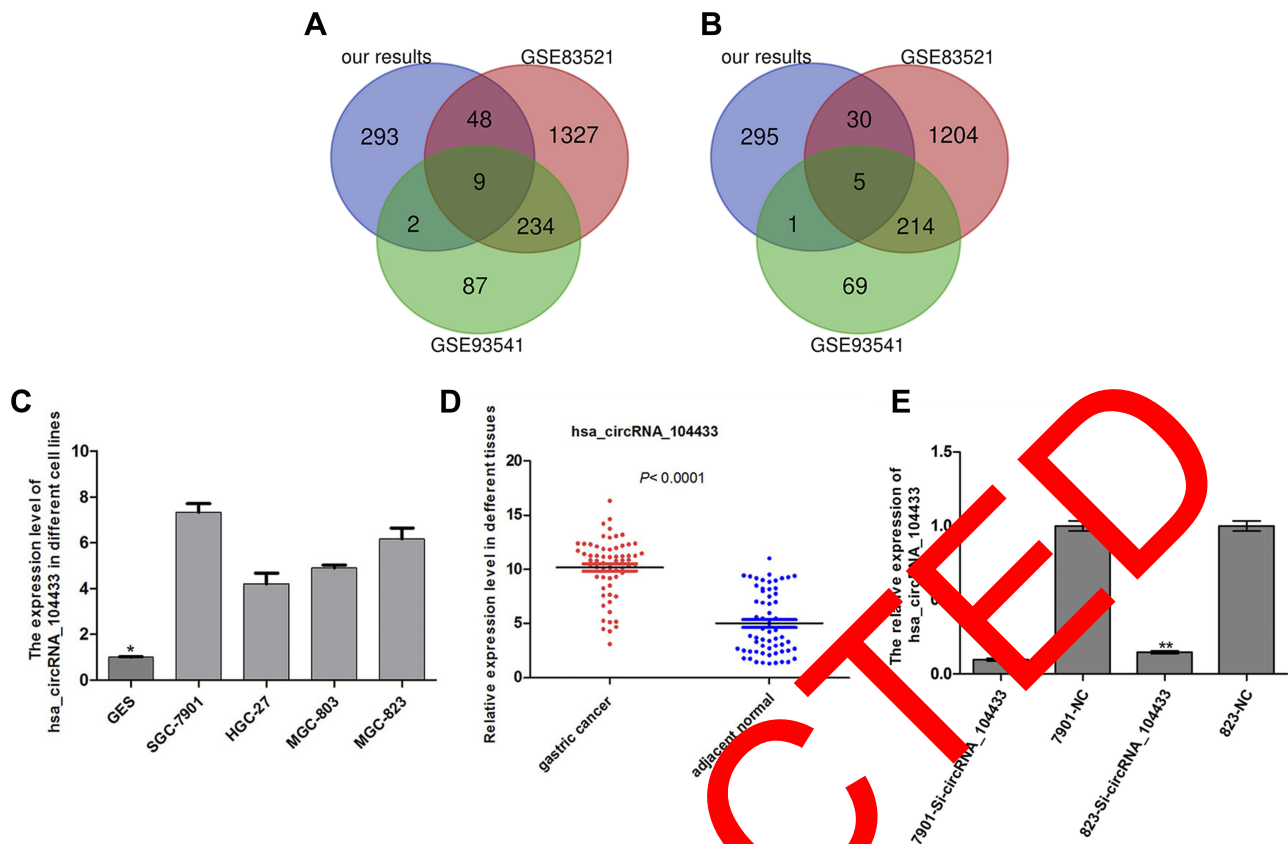 A
our results
GSE83521
293
48
1327
9
2
234
87
GSE93541
B
our results
GSE83521
295
30
1204
5
1
214
69
GSE93541
C
The expression level of
hsa_circRNA_104433 in different cell lines
10
8
6
4
2
0
*
GES
SGC-7901
HGC-27
MGC-803
MGC-823
D
Relative expression level in defferent tissues
hsa_circRNA_104433
P< 0.0001
20
15
10
5
0
gastric cancer
adjacent normal
E
The relative expression of
hsa_circRNA_104433
1.5
1.0
0.0
**
7901-Si-circRNA_104433
7901-NC
823-Si-circRNA_104433
823-NC
CTED